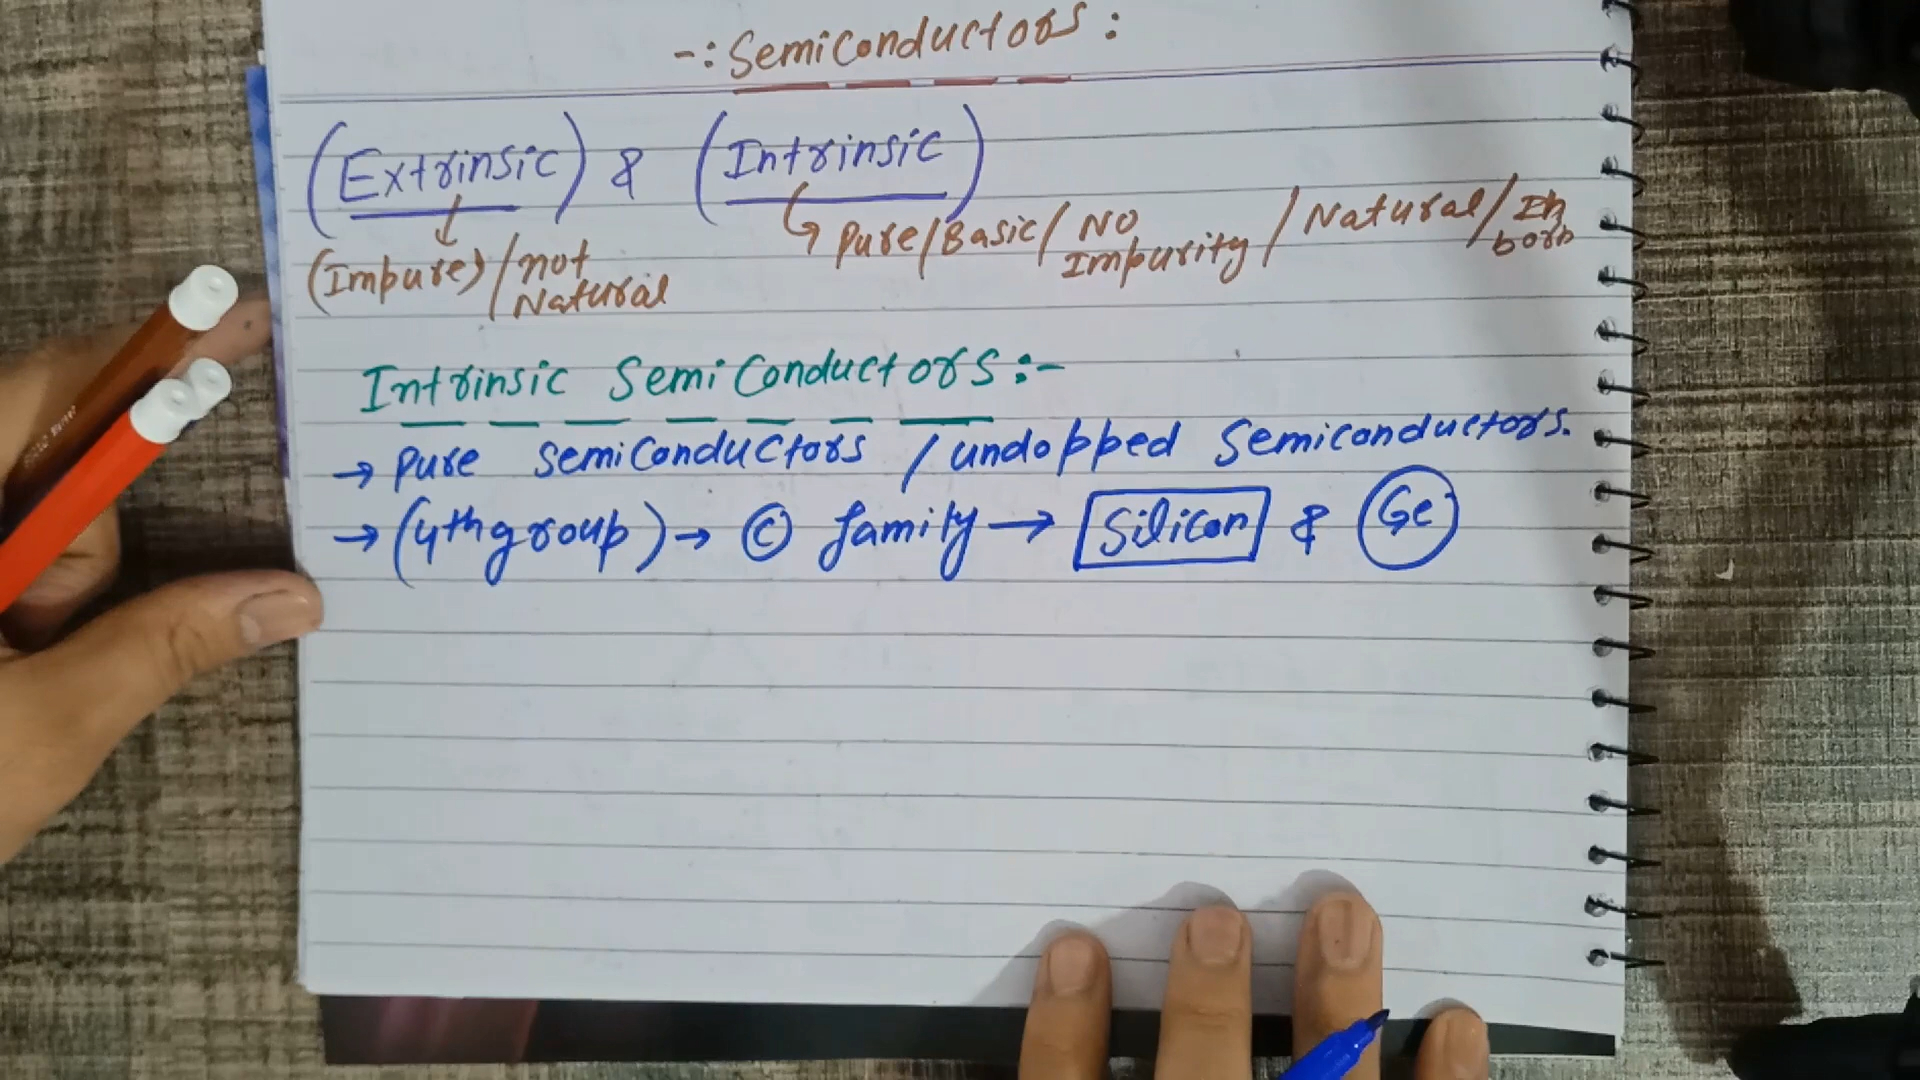 -: Semiconductors :
(Extrinsic) & (Intrinsic)
(Impure) / not Natural
Pure/Basic/ No Impurity / Natural / In born
Intrinsic Semiconductors :-
→ Pure semiconductors / undopped Semiconductors.
→ (4th group) → © family → Silicon & Ge